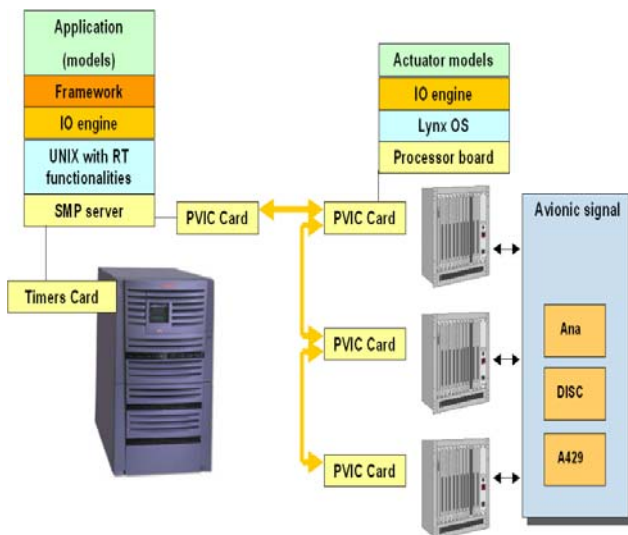 Application
(models)
Framework
IO engine
UNIX with RT
functionalities
SMP server
Timers Card
PVIC Card
Actuator models
IO engine
Lynx OS
Processor board
PVIC Card
PVIC Card
PVIC Card
Avionic signal
Ana
DISC
A429